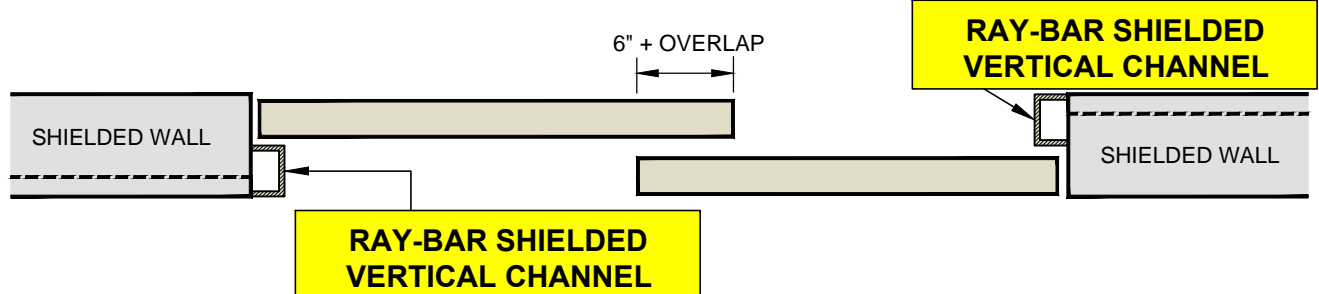 RAY-BAR SHIELDED
VERTICAL CHANNEL
6" + OVERLAP
SHIELDED WALL
SHIELDED WALL
RAY-BAR SHIELDED
VERTICAL CHANNEL